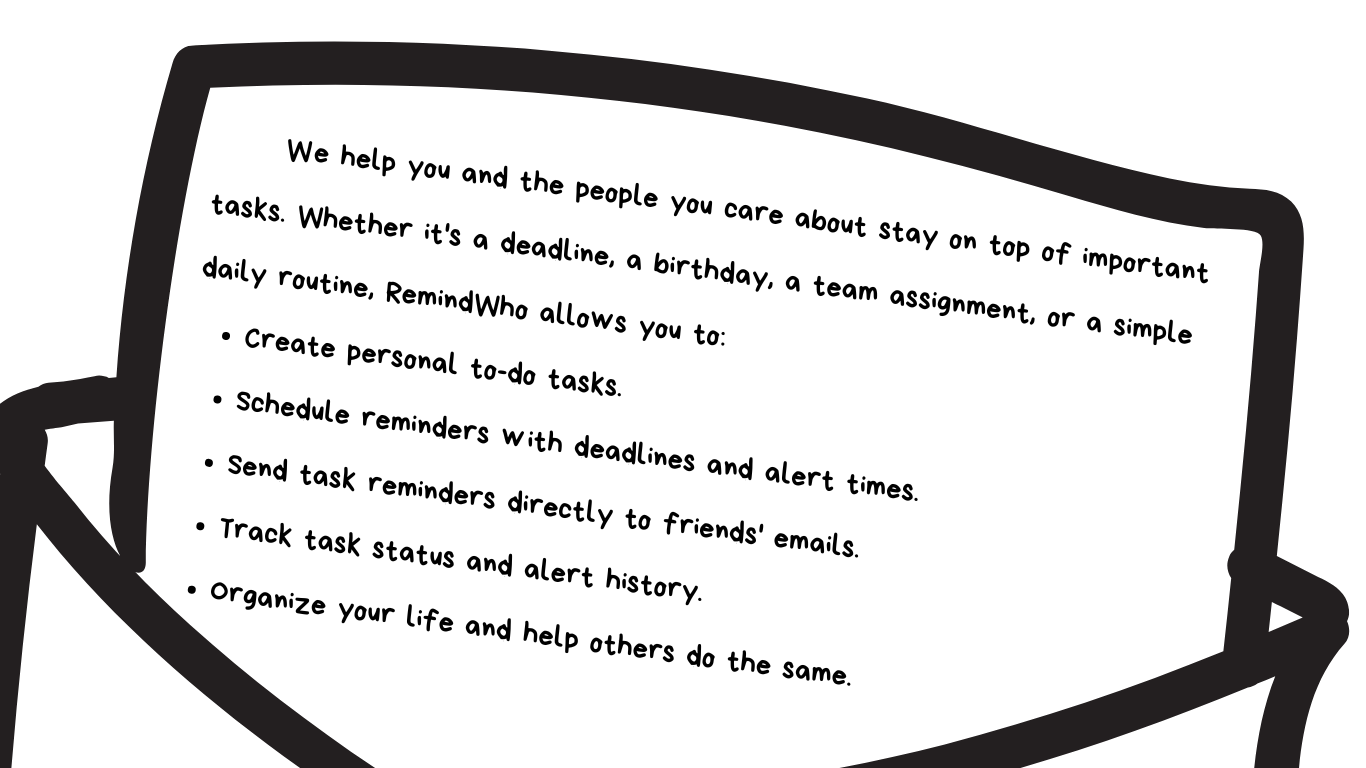 We help you and the people you care about stay on top of important
tasks. Whether it's a deadline, a birthday, a team assignment, or a simple
daily routine, RemindWho allows you to:
• Create personal to-do tasks.
• Schedule reminders with deadlines and alert times.
• Send task reminders directly to friends' emails.
• Track task status and alert history.
• Organize your life and help others do the same.